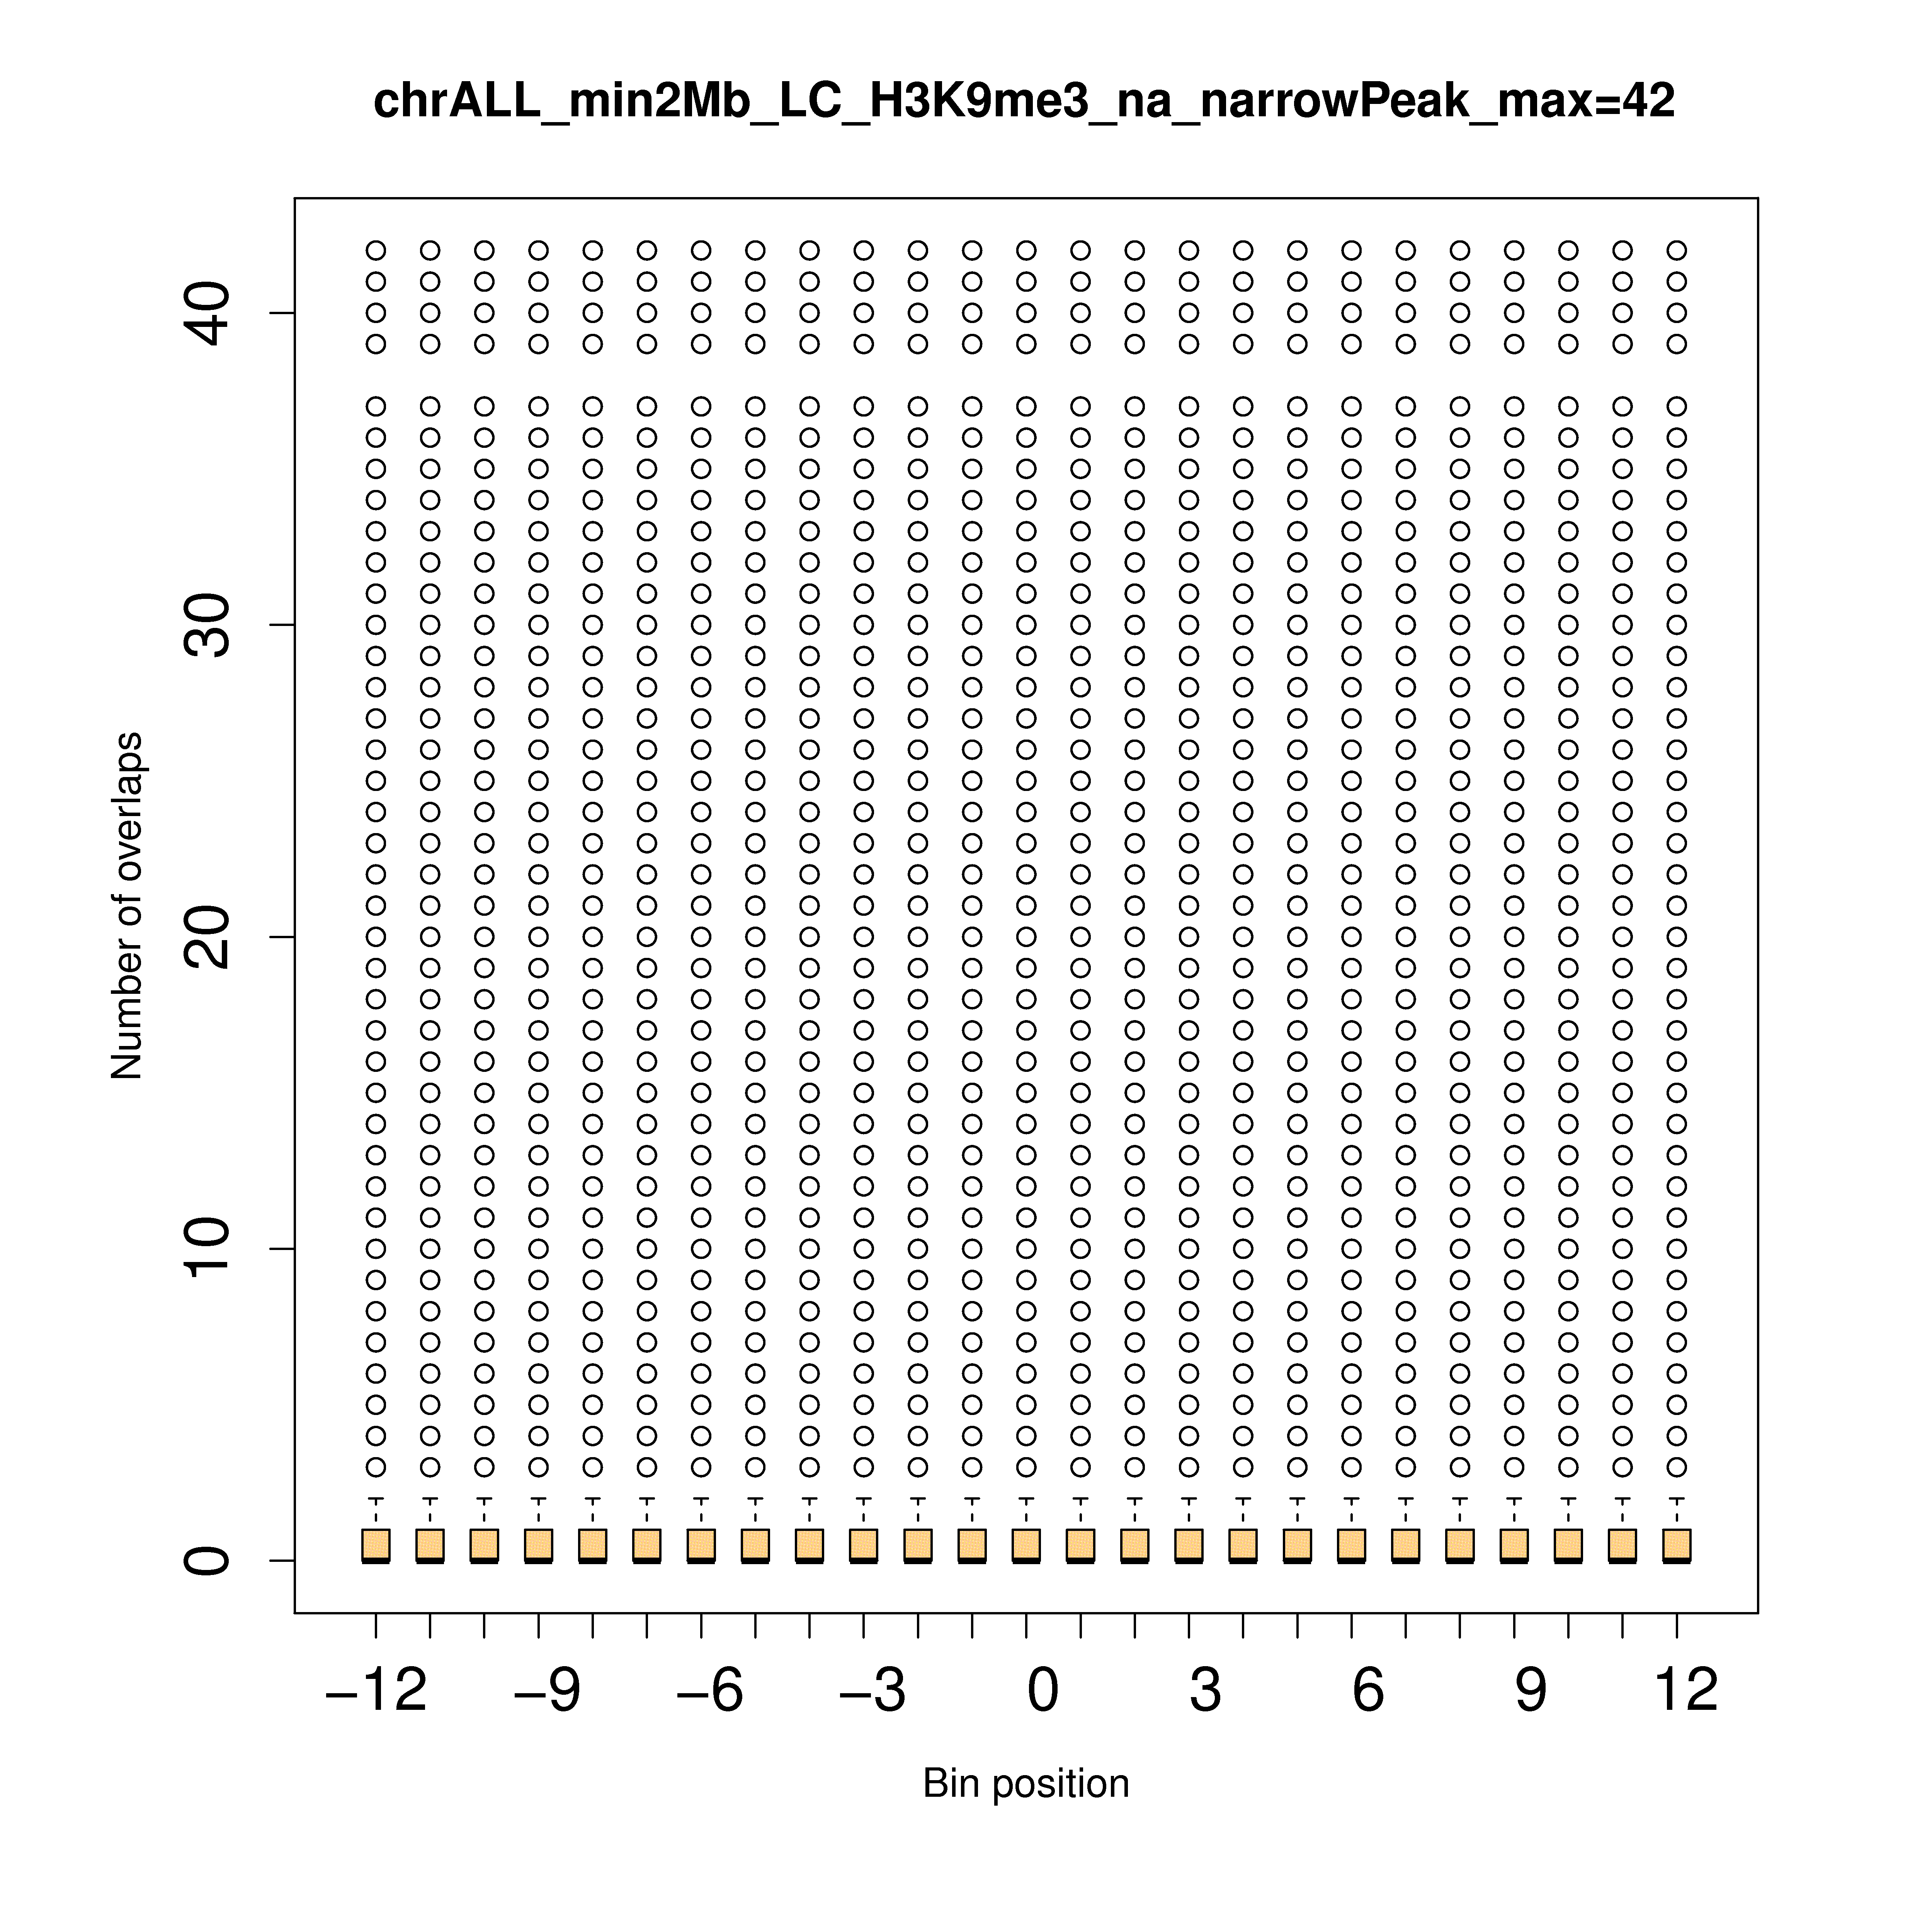 chrALL_min2Mb_LC_H3K9me3_na_narrowPeak_max=42
40
30
20
10
0
Number of overlaps
−12 −9 −6 −3 0 3 6 9 12
Bin position